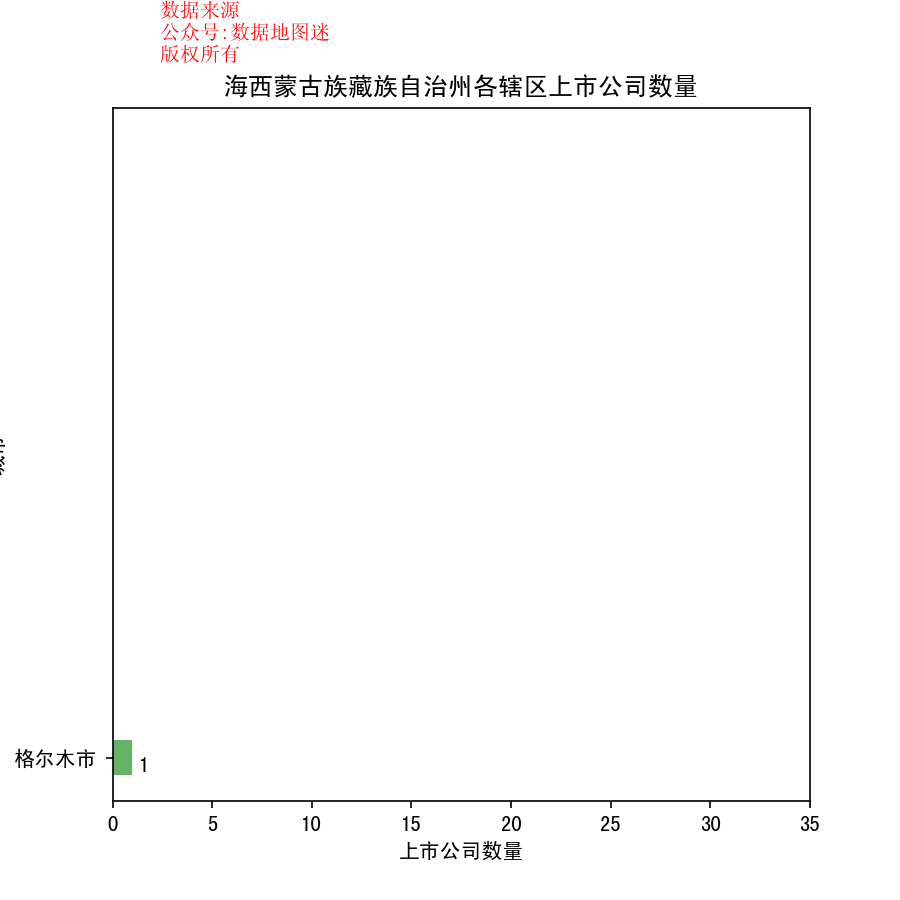 数据来源
公众号:数据地图迷
版权所有
海西蒙古族藏族自治州各辖区上市公司数量
格尔木市
1
0 5 10 15 20 25 30 35
上市公司数量